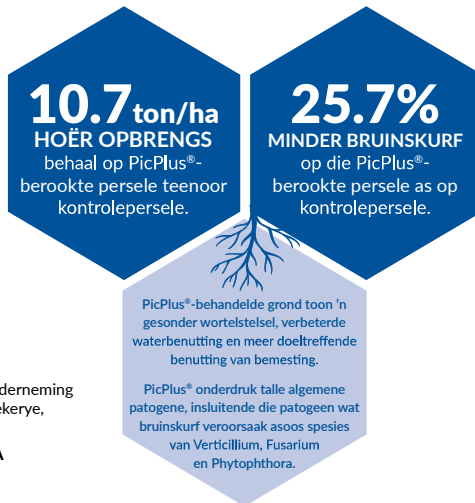 10.7 ton/ha
HOËR OPBRENGS
behaal op PicPlus®-
berookte persele teenoor
kontrolepersele.
25.7%
MINDER BRUINSKURF
op die PicPlus®-
berookte persele as op
kontrolepersele.
PicPlus®-behandelde grond toon 'n
gesonder wortelstelsel, verbeterde
waterbenutting en meer doeltreffende
benutting van bemesting.
PicPlus® onderdruk talle algemene
patogene, insluitende die patogeen wat
bruinskurf veroorsaak asoos spesies
van Verticillium, Fusarium
en Phytophthora.